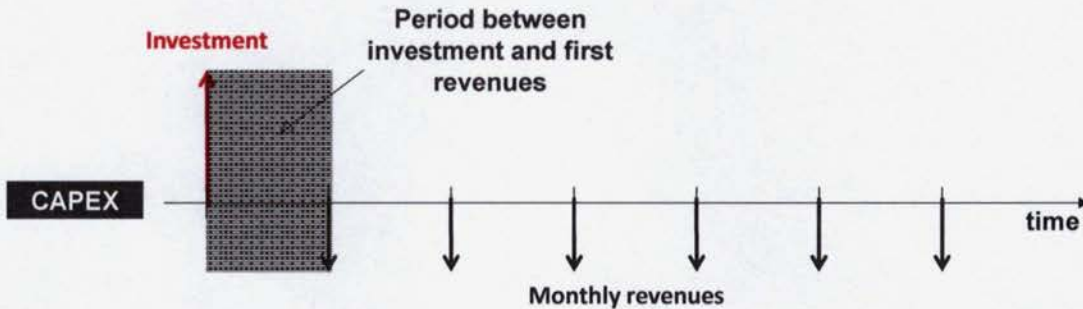 Period between
investment and first
revenues
Investment
CAPEX
time
Monthly revenues